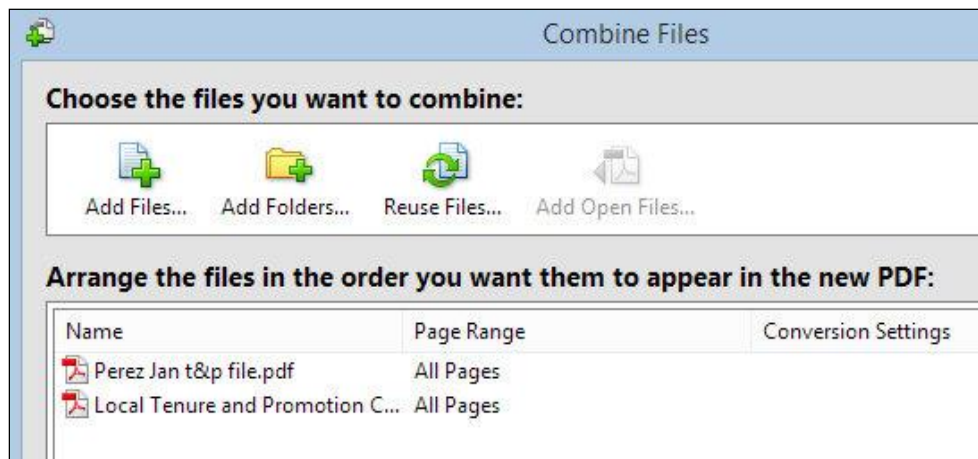 Combine Files
Choose the files you want to combine:
Add Files... Add Folders... Reuse Files... Add Open Files...
Arrange the files in the order you want them to appear in the new PDF:
Name Page Range Conversion Settings
Perez Jan t&p file.pdf All Pages
Local Tenure and Promotion C... All Pages